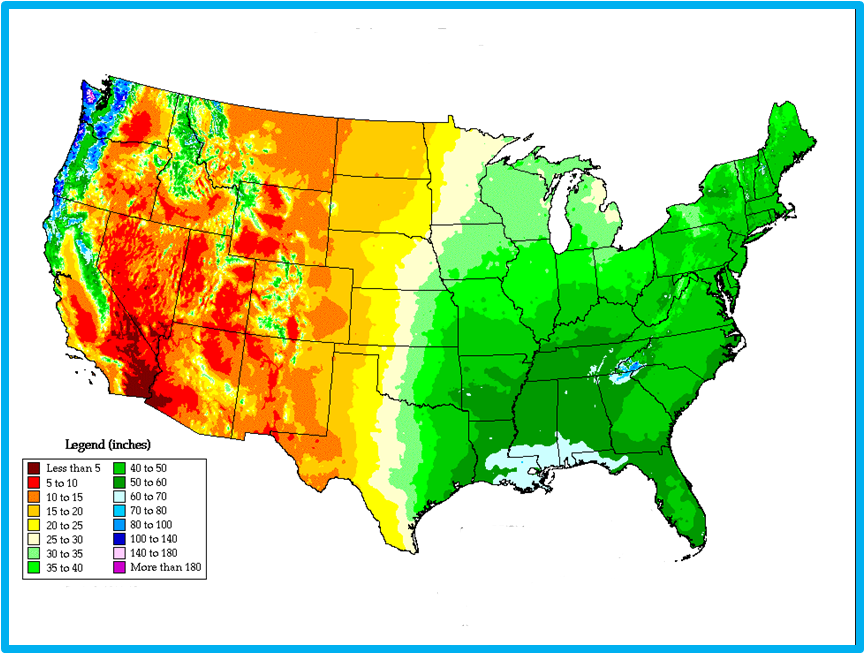 Legend (inches)
Less than 5
5 to 10
10 to 15
15 to 20
20 to 25
25 to 30
30 to 35
35 to 40
40 to 50
50 to 60
60 to 70
70 to 80
80 to 100
100 to 140
140 to 180
More than 180